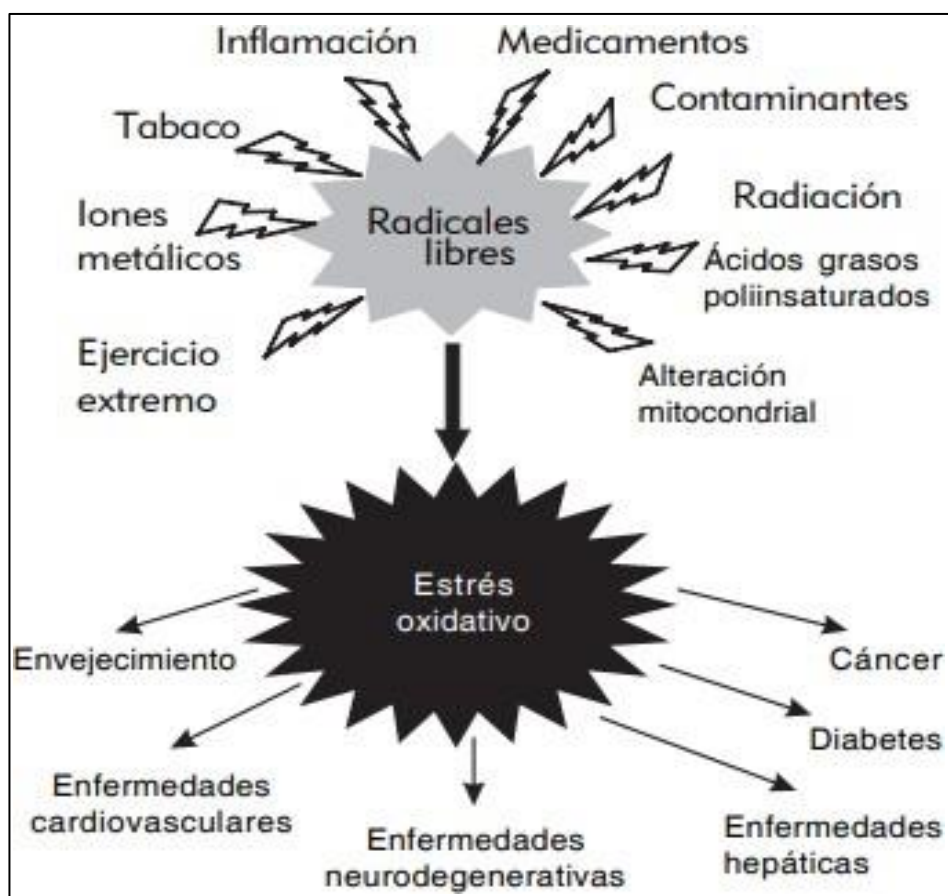 Inflamación
Medicamentos
Contaminantes
Tabaco
Radiación
Iones
metálicos
Radicales
libres
Ácidos grasos
poliinsaturados
Ejercicio
extremo
Alteración
mitocondrial
Estrés
oxidativo
Envejecimiento
Cáncer
Diabetes
Enfermedades
cardiovasculares
Enfermedades
neurodegenerativas
Enfermedades
hepáticas